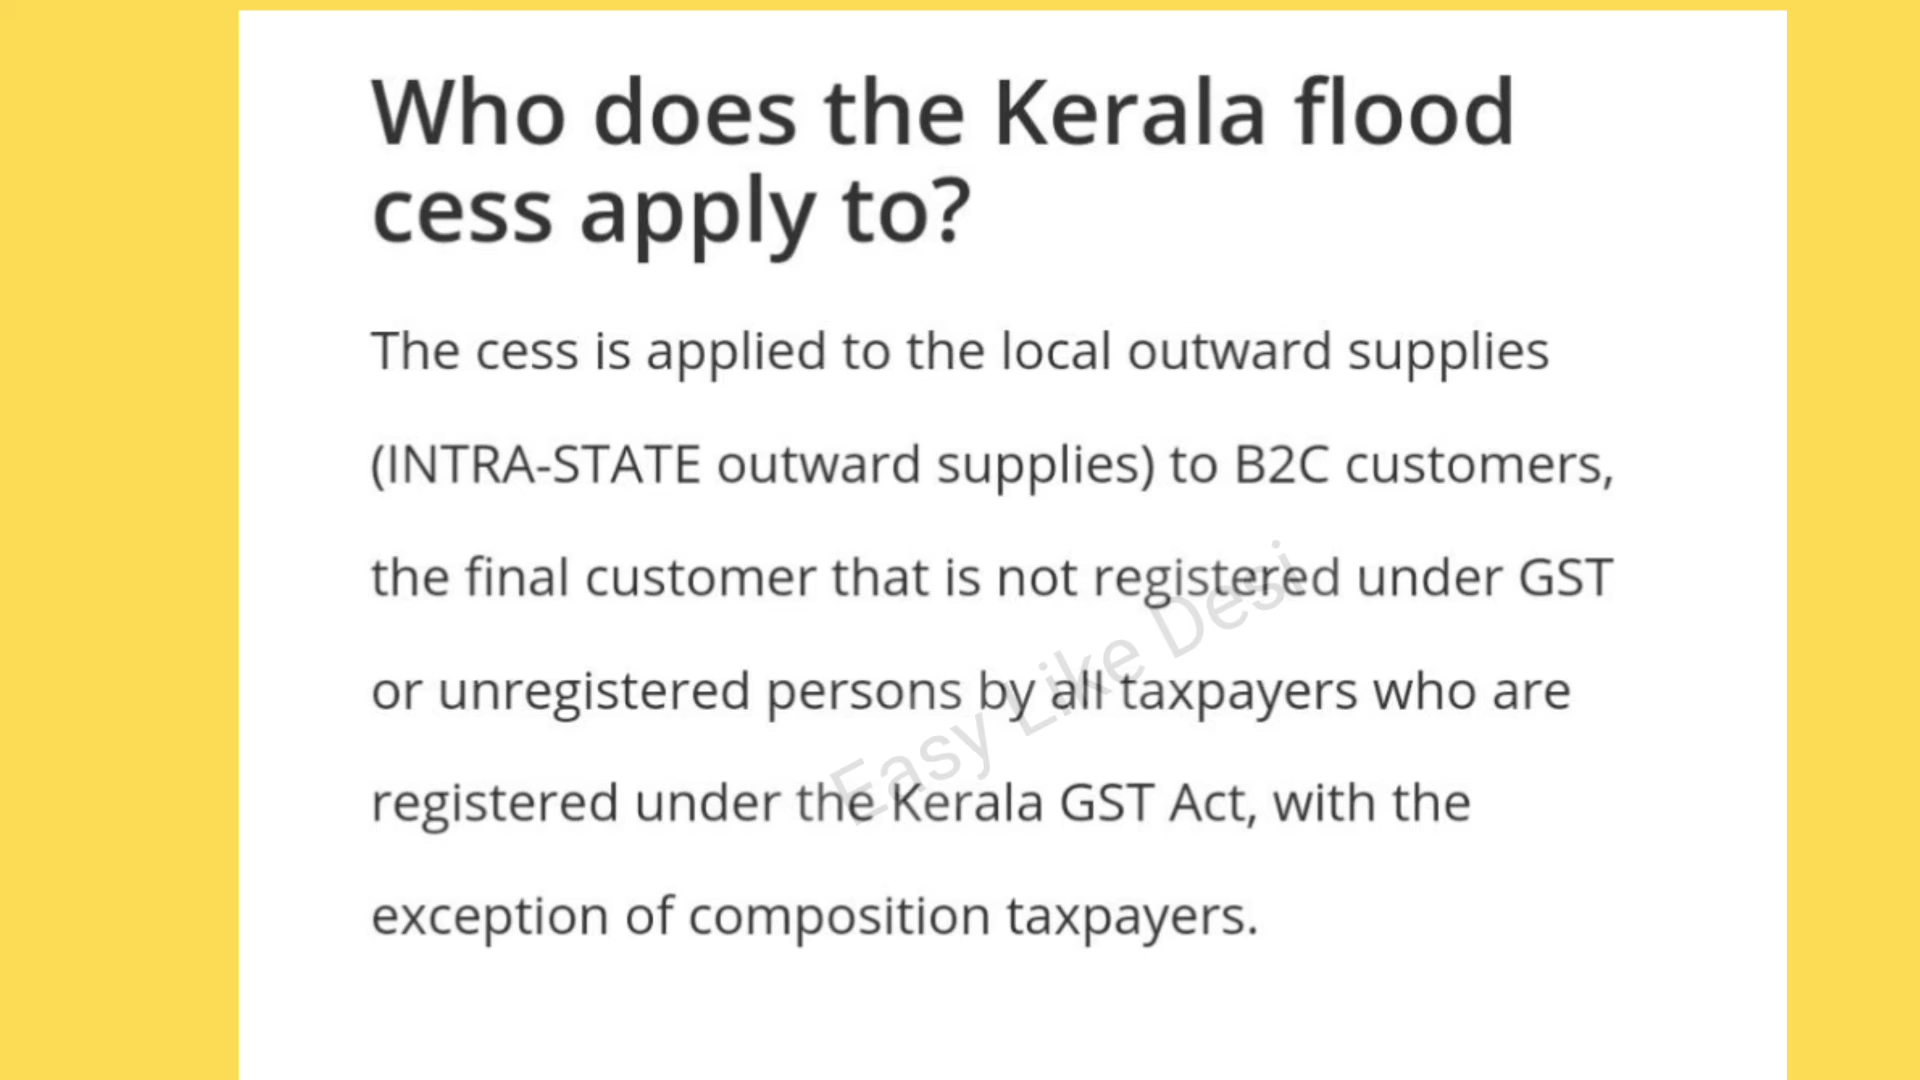 Who does the Kerala flood
cess apply to?
The cess is applied to the local outward supplies
(INTRA-STATE outward supplies) to B2C customers,
the final customer that is not registered under GST
or unregistered persons by all taxpayers who are
registered under the Kerala GST Act, with the
exception of composition taxpayers.
Easy Like Desi